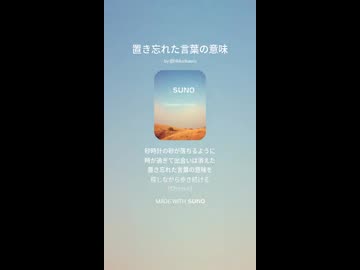 置き忘れた言葉の意味
SUNO
砂時計の砂が落ちるように
時が過ぎて出会いは消えた
置き忘れた言葉の意味を
探しながら歩き続ける
(Chorus)
MADE WITH SUNO